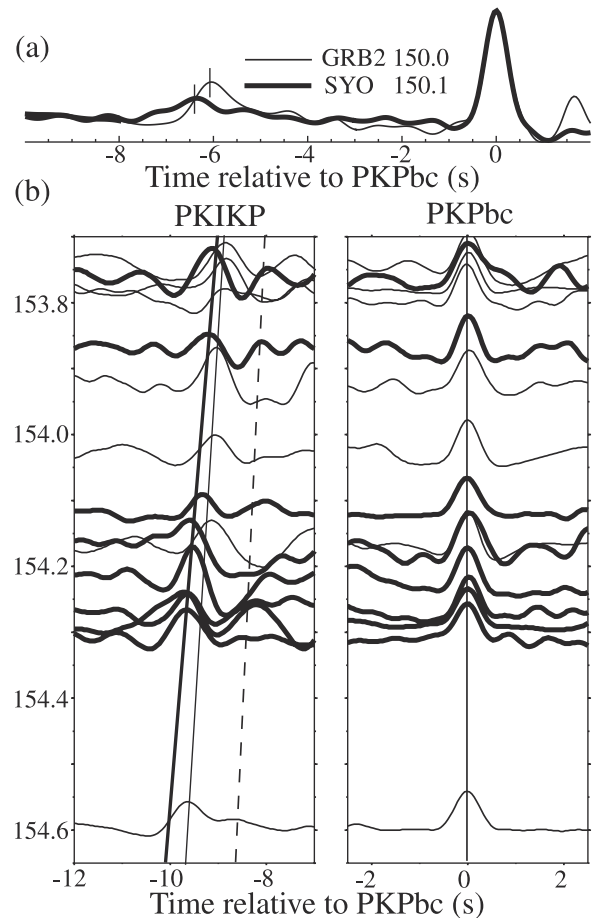 (a)
GRB2 150.0
SYO 150.1
-8 -6 -4 -2 0
Time relative to PKPbc (s)
(b)
PKIKP PKPbc
153.8
154.0
154.2
154.4
154.6
-12 -10 -8 -2 0 2
Time relative to PKPbc (s)